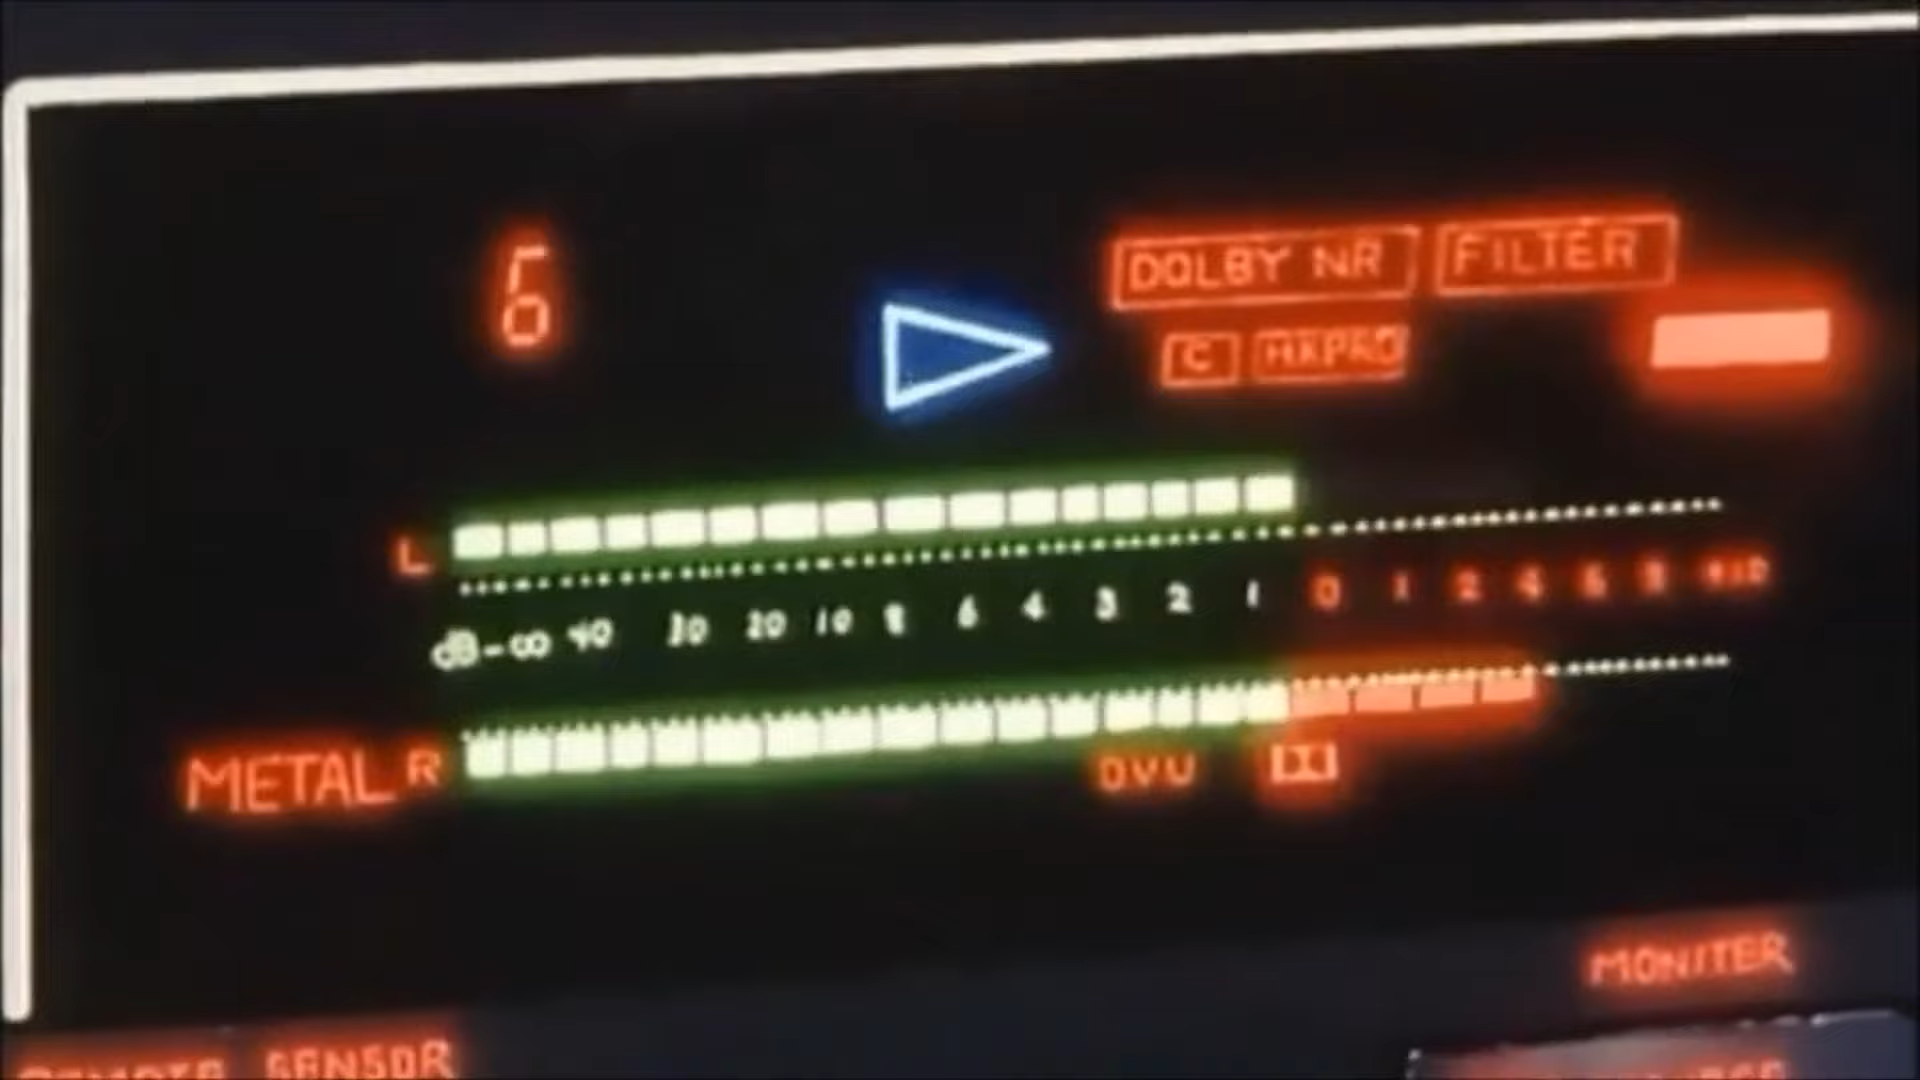 6
DOLBY NR FILTER
C HXPRO
L
dB-∞ 40 30 20 10 8 6 4 3 2 1 0 1 2 4 6 8
METAL R
D.V.U
MONITER
SENSOR